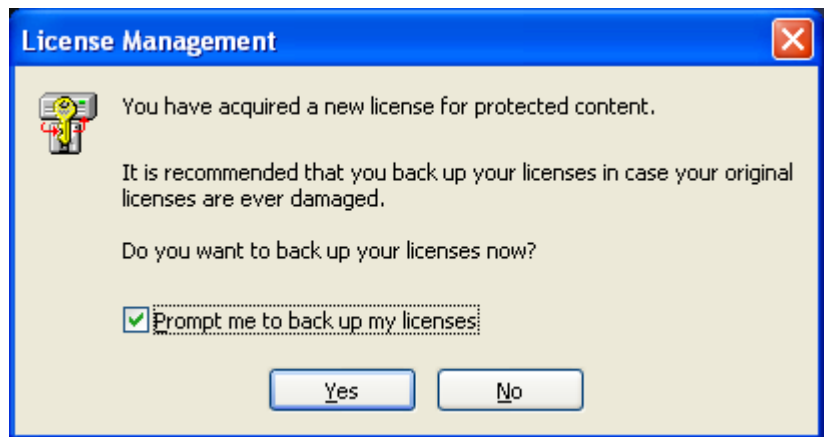 License Management
You have acquired a new license for protected content.
It is recommended that you back up your licenses in case your original
licenses are ever damaged.
Do you want to back up your licenses now?
Prompt me to back up my licenses
Yes
No